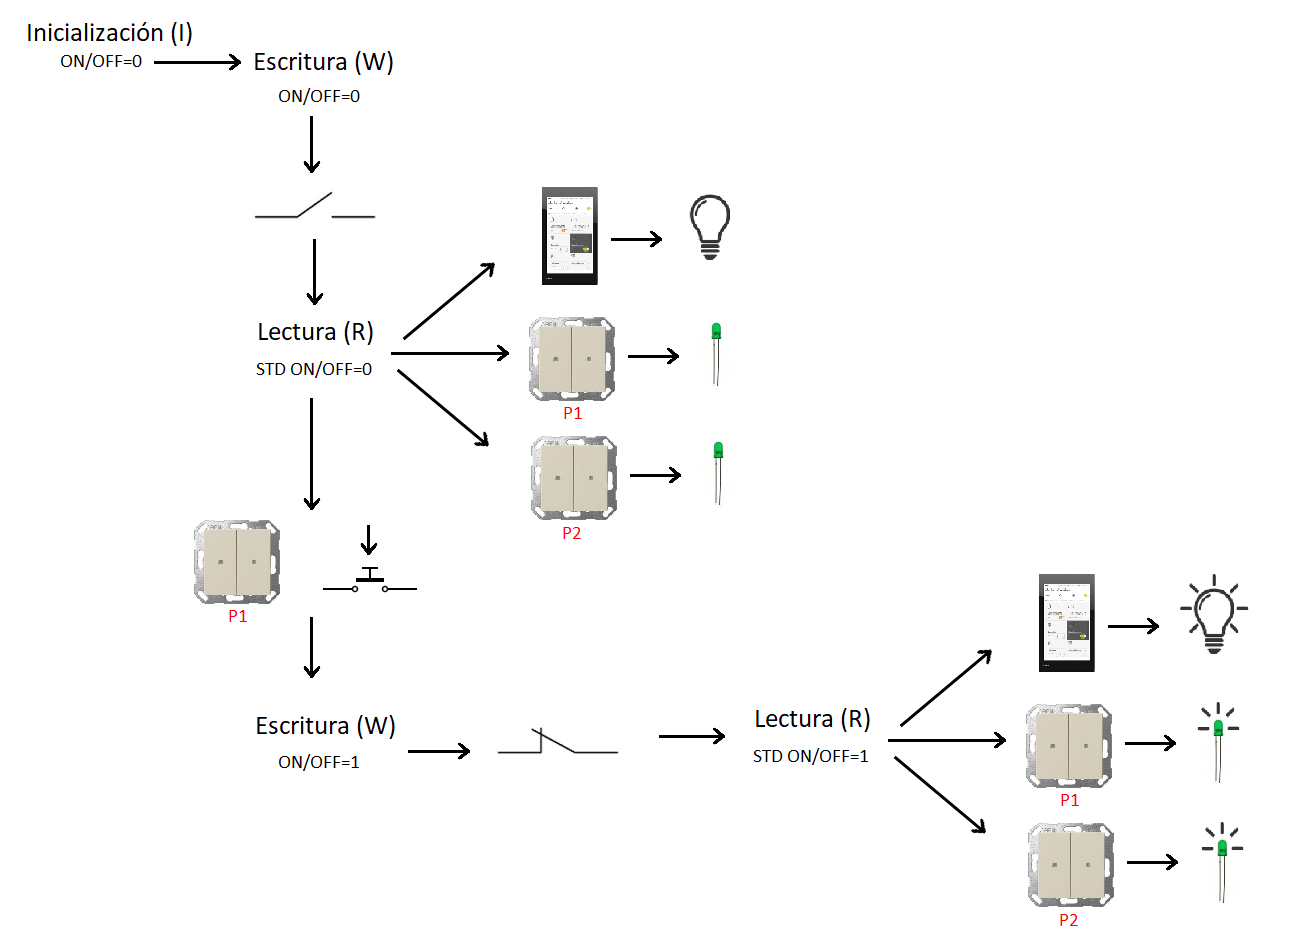 Inicialización (I)
ON/OFF=0
Escritura (W)
ON/OFF=0
Lectura (R)
STD ON/OFF=0
P1
P2
P1
Escritura (W)
ON/OFF=1
Lectura (R)
STD ON/OFF=1
P1
P2